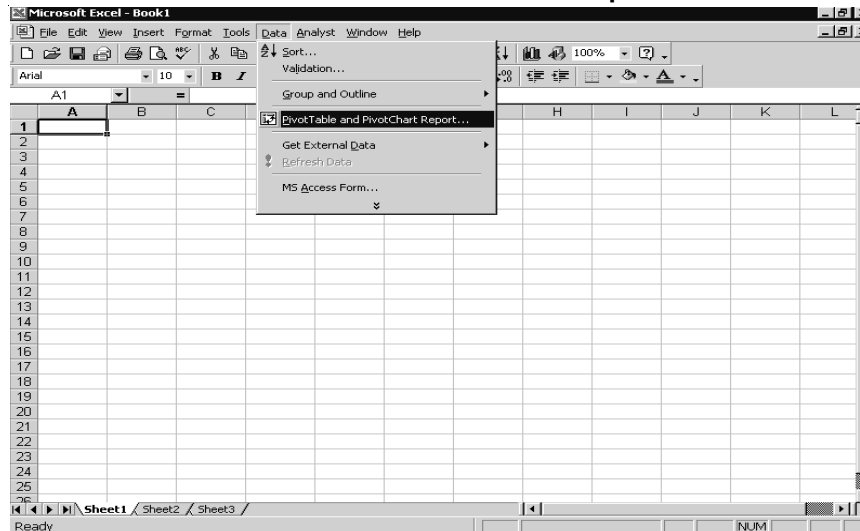 Microsoft Excel - Book1
File Edit View Insert Format Tools Data Analyst Window Help
100%
Arial 10 B I
A1 =
Sort...
Validation...
Group and Outline
PivotTable and PivotChart Report...
Get External Data
Refresh Data
MS Access Form...
A B C H I J K L
1
2
3
4
5
6
7
8
9
10
11
12
13
14
15
16
17
18
19
20
21
22
23
24
25
26
Sheet1 Sheet2 Sheet3
Ready NUM